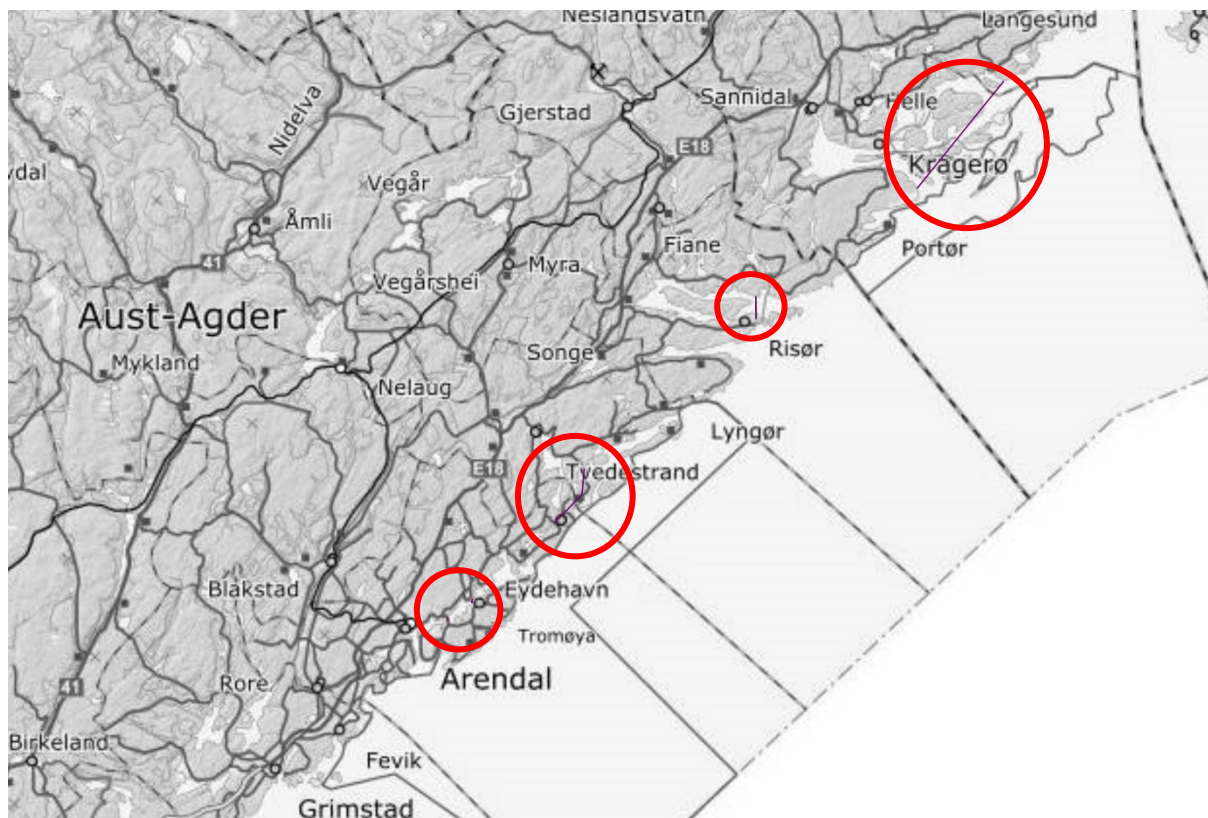 Neslandsvatn
Langesund
Gjerstad
Sannidal
Helle
Nidelva
E18
Kragerø
Vegår
Åmli
Fiane
Portør
41
Myra
Vegårshei
Aust-Agder
Songe
Risør
Mykland
Nelaug
Lyngør
E18
Tvedestrand
Blakstad
Eydehavn
Tromøya
Rore
Arendal
41
Birkeland
Fevik
Grimstad